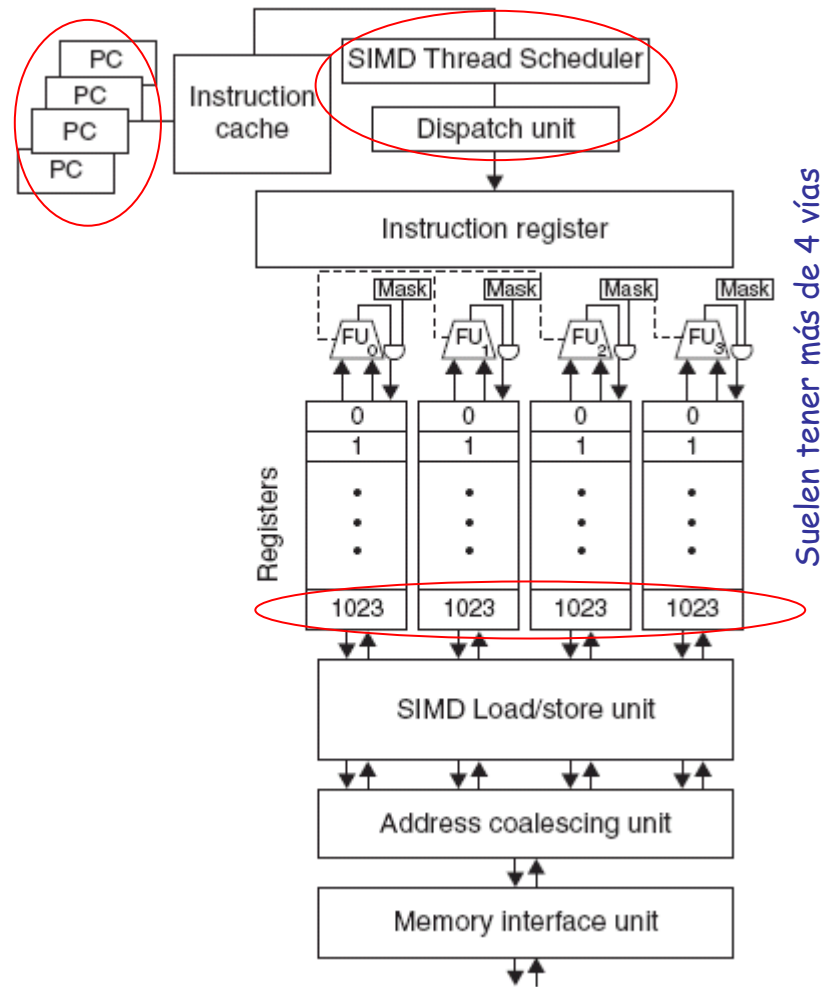 PC
PC
PC
PC
Instruction
cache
SIMD Thread Scheduler
Dispatch unit
Instruction register
Mask
Mask
Mask
Mask
FU0
FU1
FU2
FU3
0
0
0
0
1
1
1
1
Registers
1023
1023
1023
1023
SIMD Load/store unit
Address coalescing unit
Memory interface unit
Suelen tener más de 4 vías